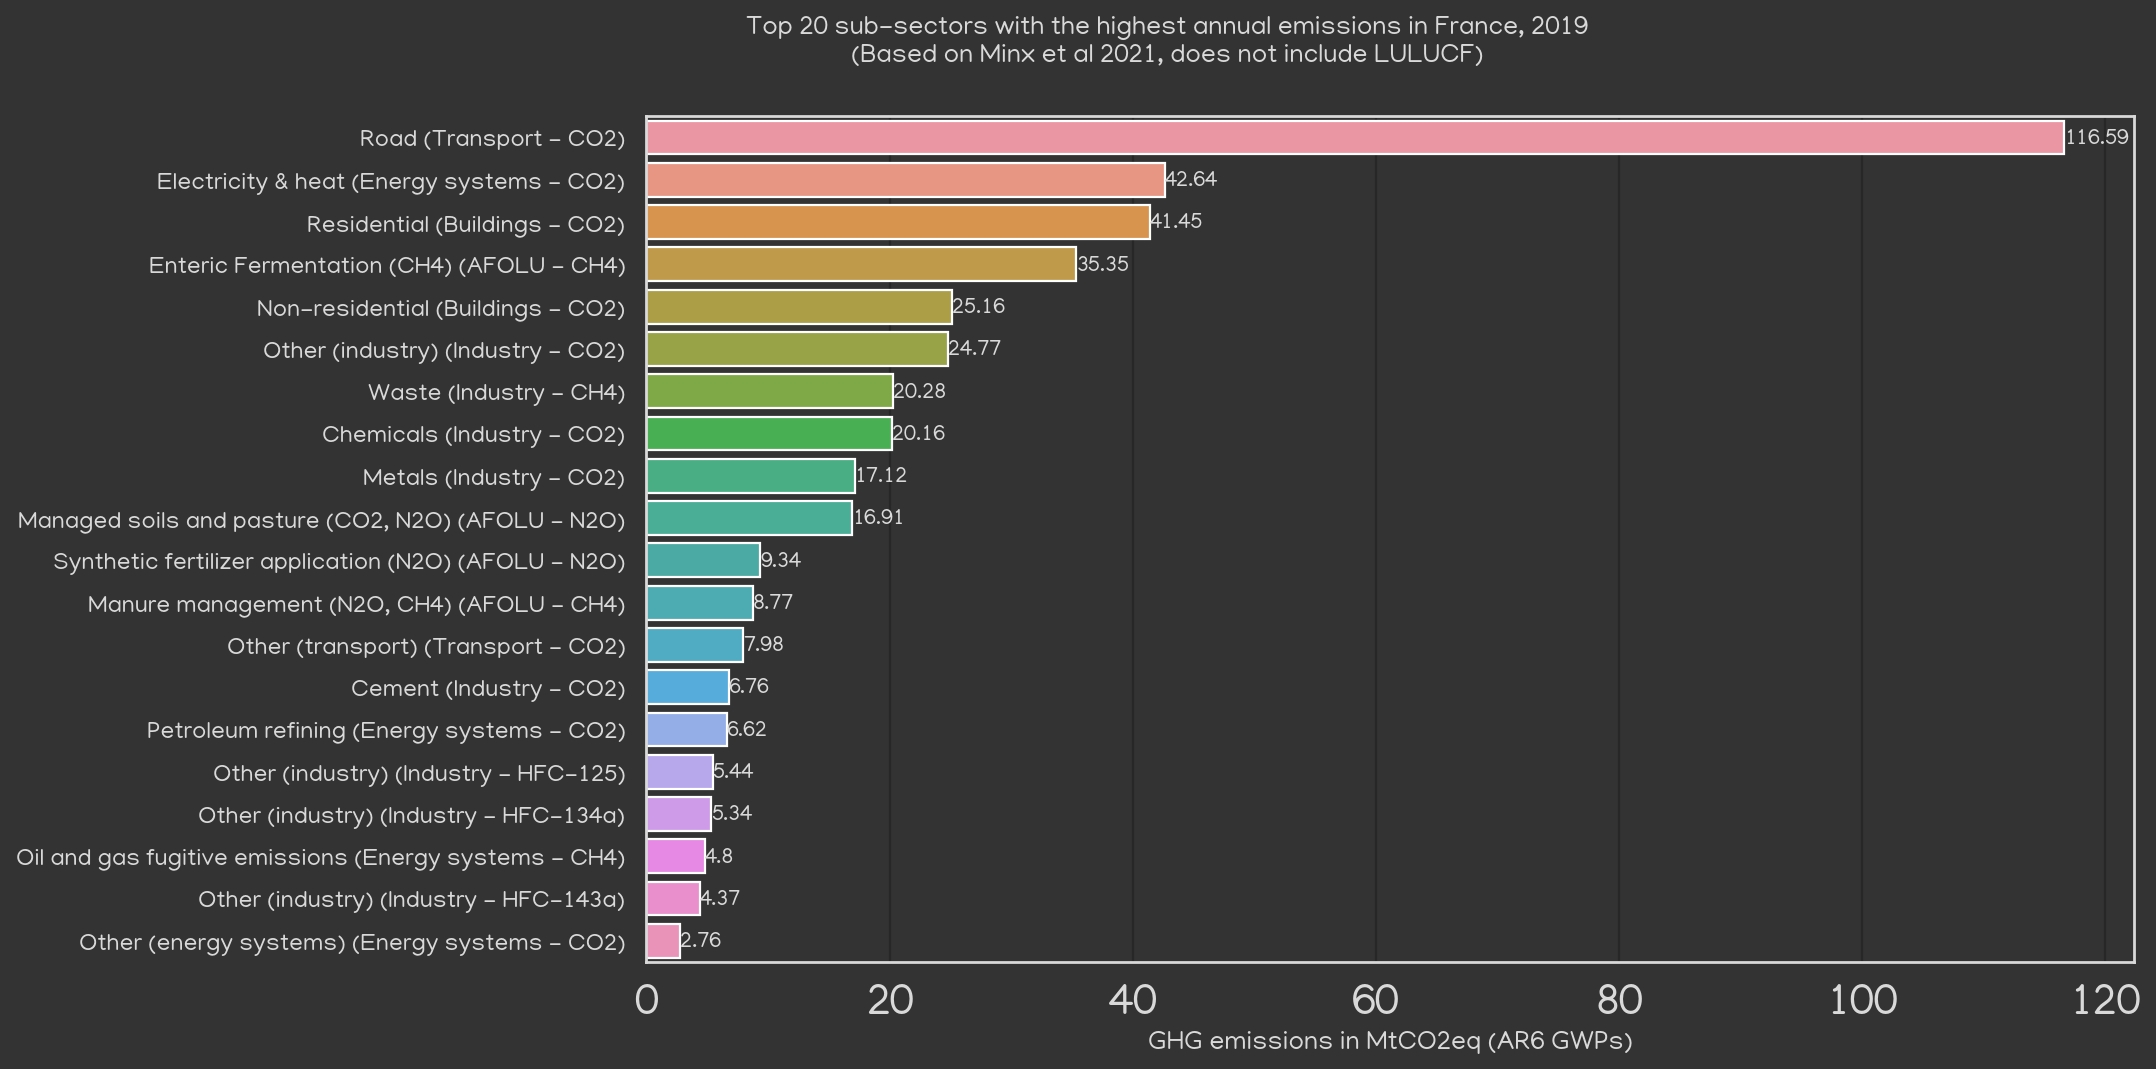 Top 20 sub-sectors with the highest annual emissions in France, 2019
(Based on Minx et al 2021, does not include LULUCF)
Road (Transport - CO2) 116.59
Electricity & heat (Energy systems - CO2) 42.64
Residential (Buildings - CO2) 41.45
Enteric Fermentation (CH4) (AFOLU - CH4) 35.35
Non-residential (Buildings - CO2) 25.16
Other (industry) (Industry - CO2) 24.77
Waste (Industry - CH4) 20.28
Chemicals (Industry - CO2) 20.16
Metals (Industry - CO2) 17.12
Managed soils and pasture (CO2, N2O) (AFOLU - N2O) 16.91
Synthetic fertilizer application (N2O) (AFOLU - N2O) 9.34
Manure management (N2O, CH4) (AFOLU - CH4) 8.77
Other (transport) (Transport - CO2) 7.98
Cement (Industry - CO2) 6.76
Petroleum refining (Energy systems - CO2) 6.62
Other (industry) (Industry - HFC-125) 5.44
Other (industry) (Industry - HFC-134a) 5.34
Oil and gas fugitive emissions (Energy systems - CH4) 4.8
Other (industry) (Industry - HFC-143a) 4.37
Other (energy systems) (Energy systems - CO2) 2.76
0 20 40 60 80 100 120
GHG emissions in MtCO2eq (AR6 GWPs)